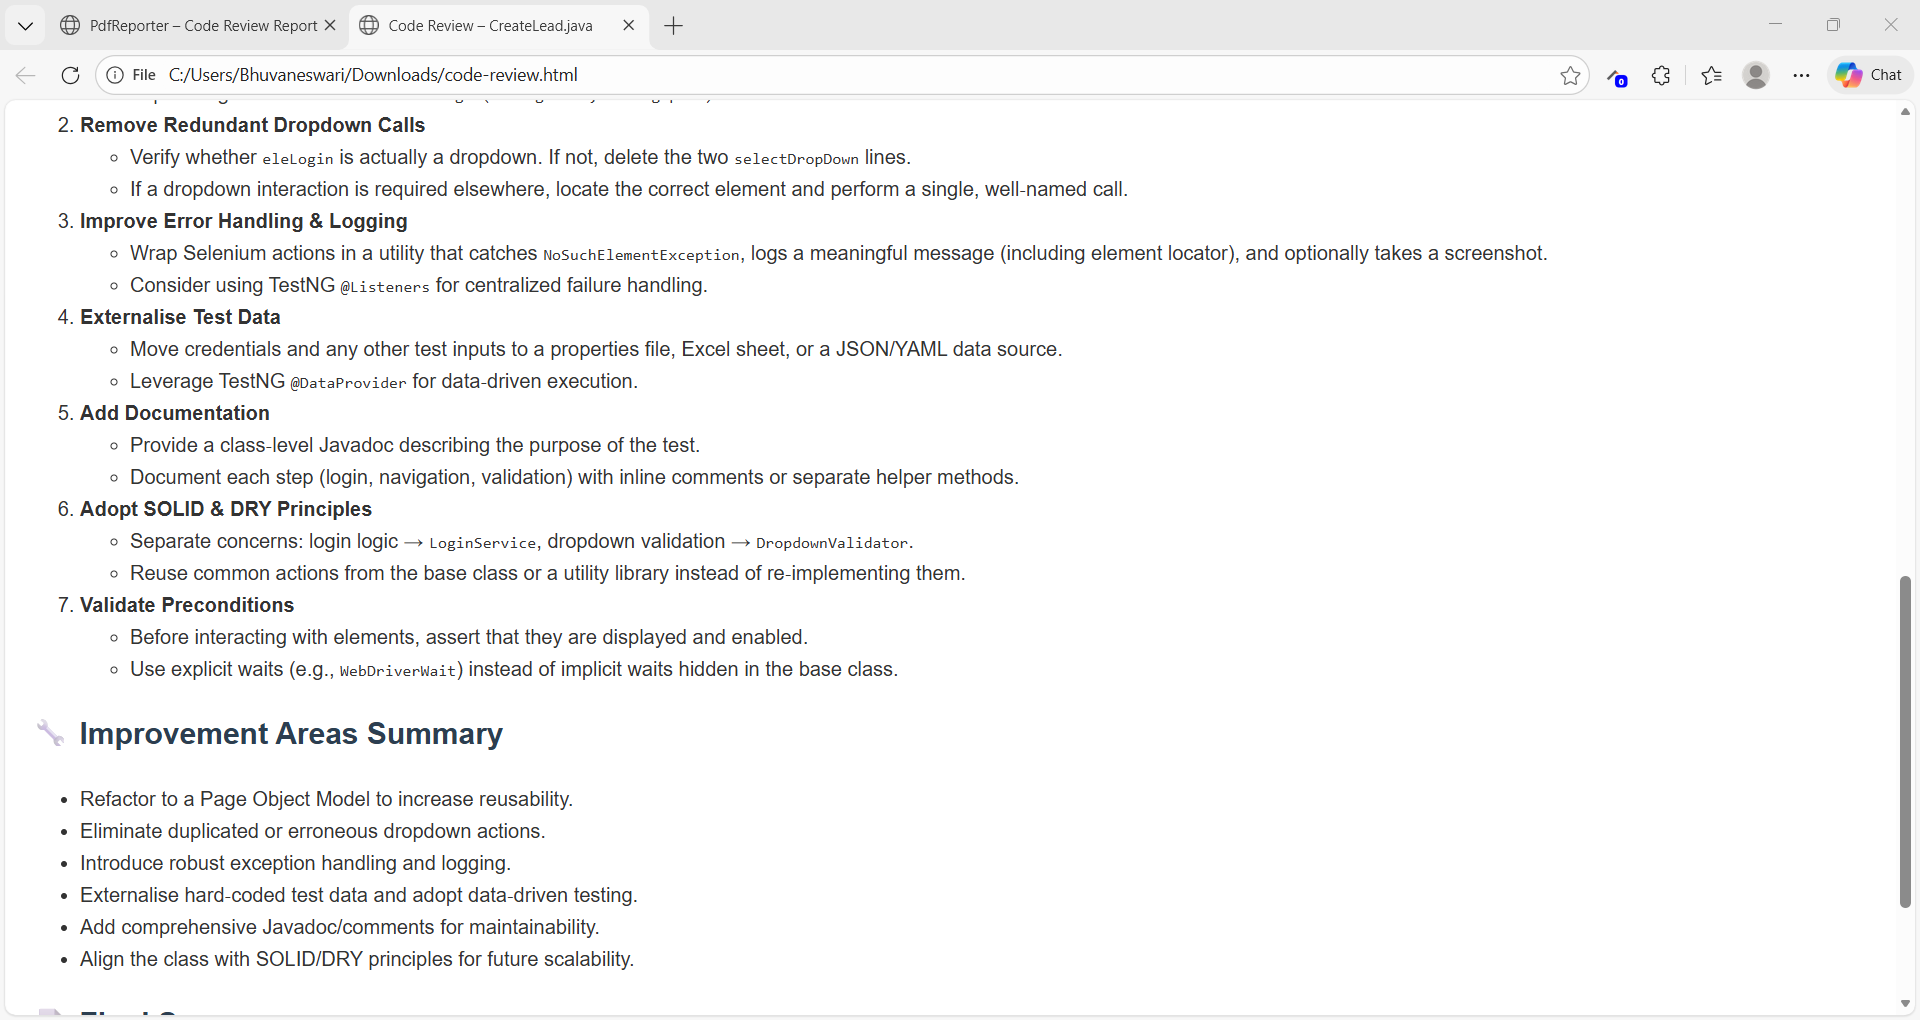 PdfReporter – Code Review Report
Code Review – CreateLead.java
File C:/Users/Bhuvaneswari/Downloads/code-review.html
0
Chat
2. Remove Redundant Dropdown Calls
Verify whether eleLogin is actually a dropdown. If not, delete the two selectDropDown lines.
If a dropdown interaction is required elsewhere, locate the correct element and perform a single, well-named call.
3. Improve Error Handling & Logging
Wrap Selenium actions in a utility that catches NoSuchElementException, logs a meaningful message (including element locator), and optionally takes a screenshot.
Consider using TestNG @Listeners for centralized failure handling.
4. Externalise Test Data
Move credentials and any other test inputs to a properties file, Excel sheet, or a JSON/YAML data source.
Leverage TestNG @DataProvider for data-driven execution.
5. Add Documentation
Provide a class-level Javadoc describing the purpose of the test.
Document each step (login, navigation, validation) with inline comments or separate helper methods.
6. Adopt SOLID & DRY Principles
Separate concerns: login logic → LoginService, dropdown validation → DropdownValidator.
Reuse common actions from the base class or a utility library instead of re-implementing them.
7. Validate Preconditions
Before interacting with elements, assert that they are displayed and enabled.
Use explicit waits (e.g., WebDriverWait) instead of implicit waits hidden in the base class.
Improvement Areas Summary
Refactor to a Page Object Model to increase reusability.
Eliminate duplicated or erroneous dropdown actions.
Introduce robust exception handling and logging.
Externalise hard-coded test data and adopt data-driven testing.
Add comprehensive Javadoc/comments for maintainability.
Align the class with SOLID/DRY principles for future scalability.